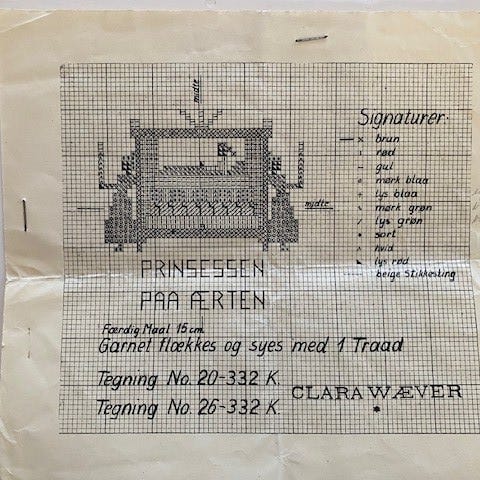 midte
Signaturer:
x brun
rød
gul
mørk blaa
lys blaa
mørk grøn
lys grøn
sort
hvid
lys rød
beige Stikkesting
midte
PRINSESSEN
PAA ÆRTEN
Færdig Maal 15 cm.
Garnet flækkes og syes med 1 Traad
Tegning No. 20-332 K.
Tegning No. 26-332 K.
CLARA WÆVER